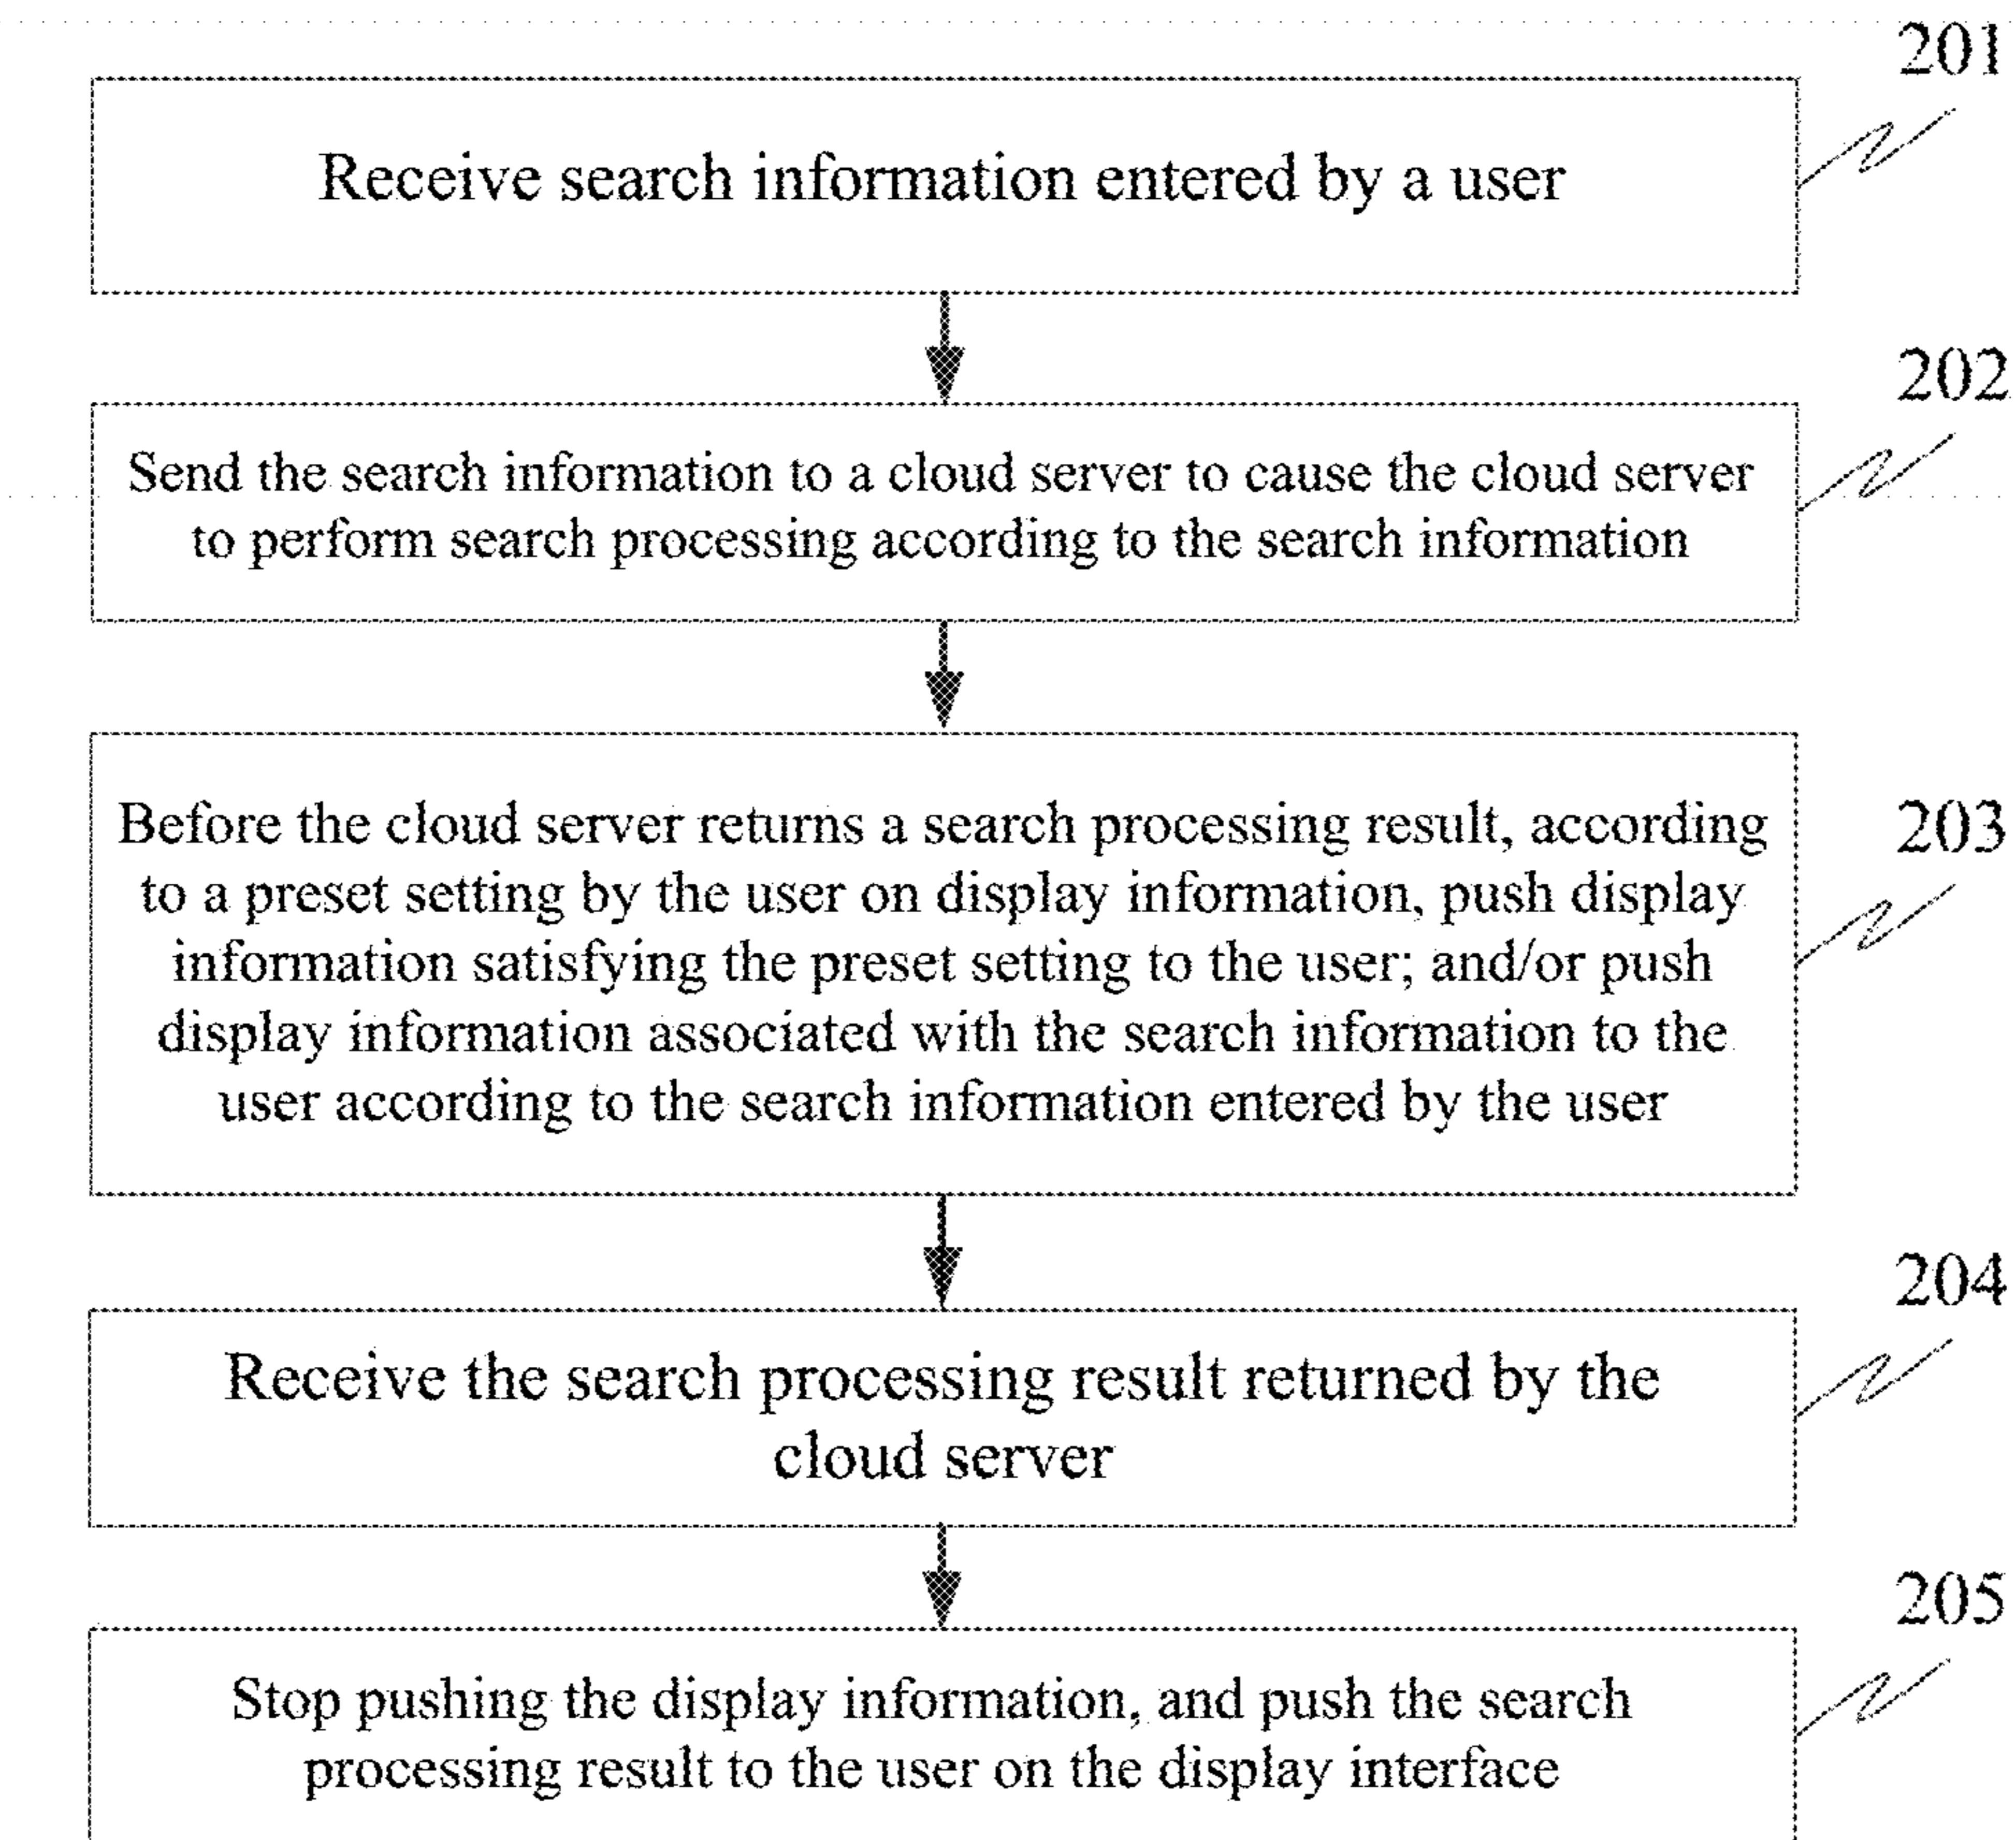 201
Receive search information entered by a user
202
Send the search information to a cloud server to cause the cloud server
to perform search processing according to the search information
203
Before the cloud server returns a search processing result, according
to a preset setting by the user on display information, push display
information satisfying the preset setting to the user; and/or push
display information associated with the search information to the
user according to the search information entered by the user
204
Receive the search processing result returned by the
cloud server
205
Stop pushing the display information, and push the search
processing result to the user on the display interface